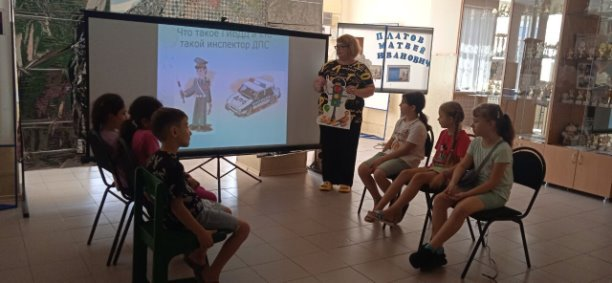 Что такое ГИБДД и кто
такой инспектор ДПС
ПЛАТОВ
МАТВЕЙ
ИВАНОВИЧ